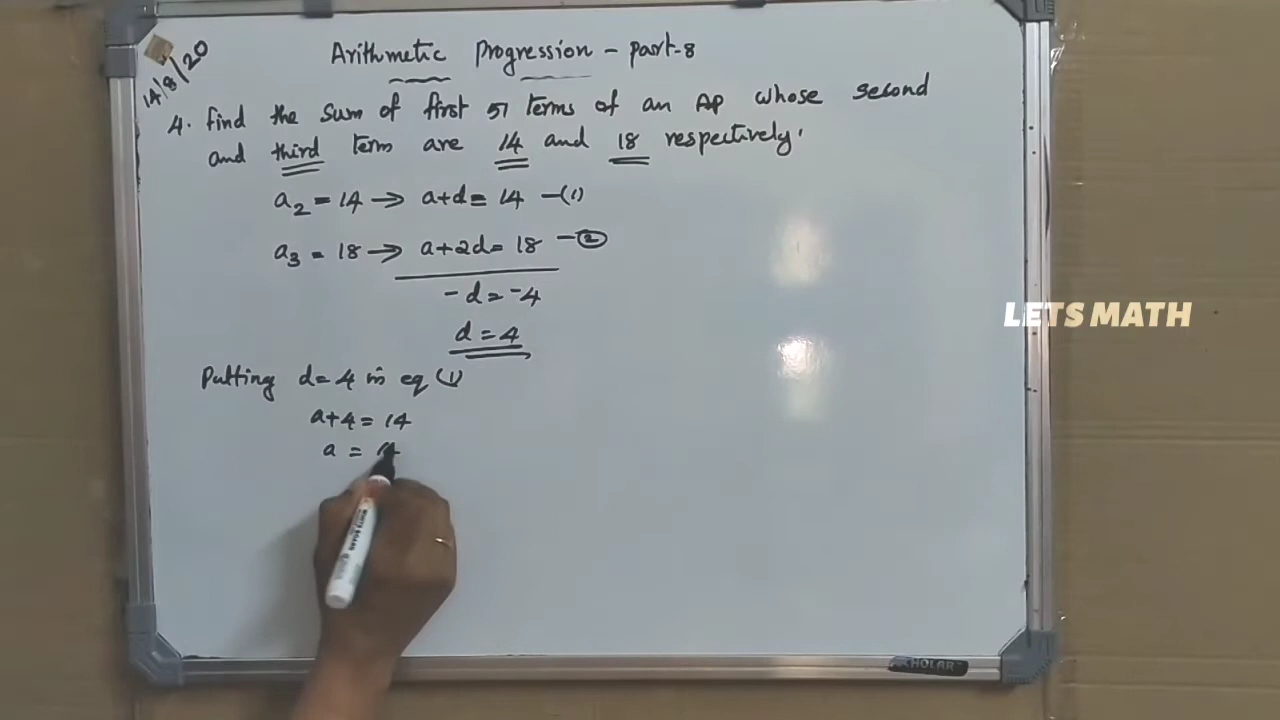 14/8/20
Arithmetic Progression - part-8
4. Find the sum of first 51 terms of an AP whose second
and third term are 14 and 18 respectively.
a₂ = 14 → a+d = 14 -(1)
a₃ = 18 → a+2d = 18 -②
-d = -4
d = 4
LETS MATH
Putting d=4 in eq (1)
a+4 = 14
a = 14